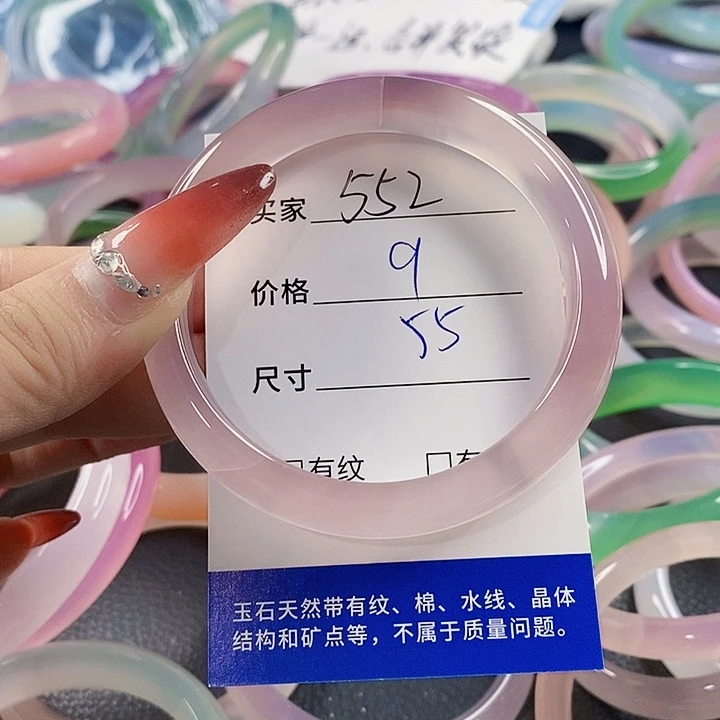 买家 552
价格 9
55
尺寸
有纹
玉石天然带有纹、棉、水线、晶体
结构和矿点等，不属于质量问题。